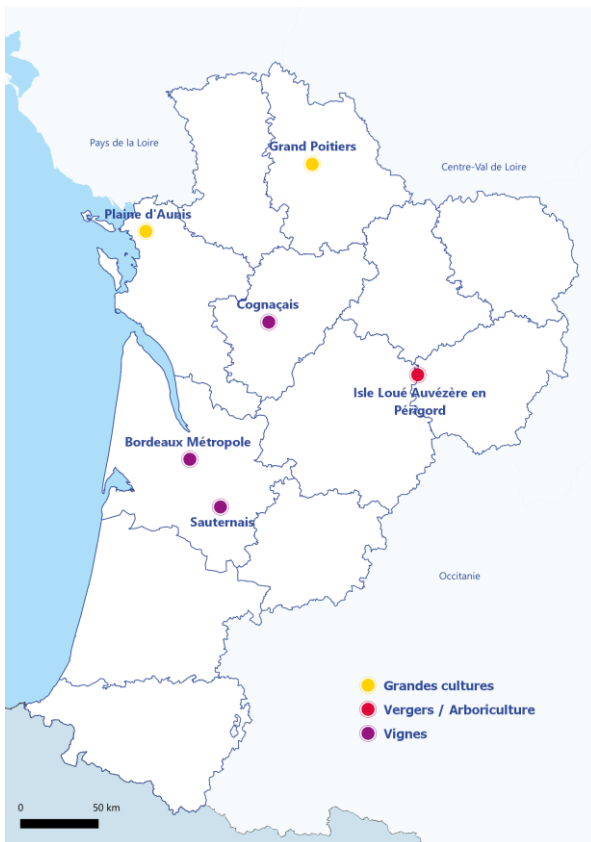 Pays de la Loire
Grand Poitiers
Centre-Val de Loire
Plaine d'Aunis
Cognaçais
Isle Loué Auvézère en
Périgord
Bordeaux Métropole
Sauternais
Occitanie
Grandes cultures
Vergers / Arboriculture
Vignes
0 50 km